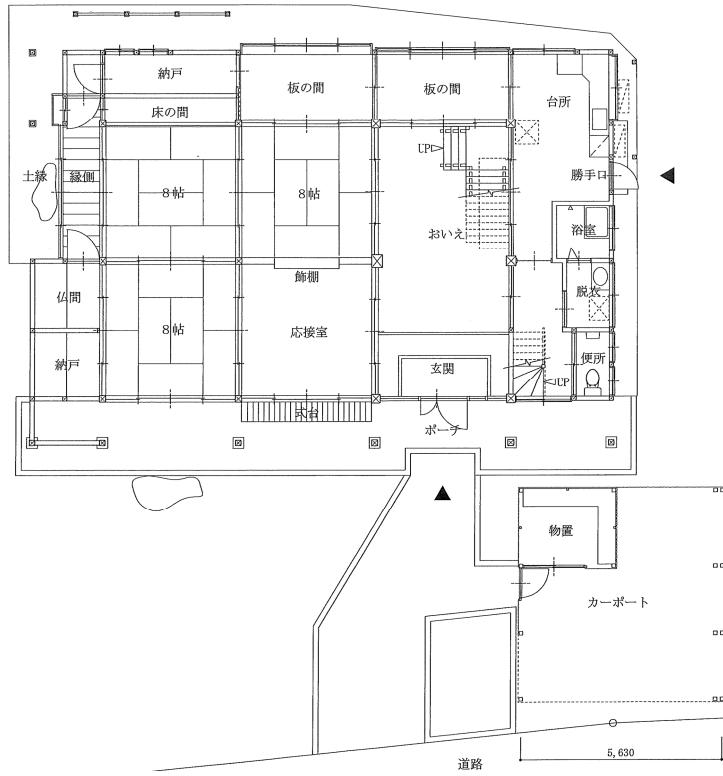 納戸
板の間
板の間
台所
床の間
UP
土縁
縁側
8帖
8帖
勝手口
おいえ
浴室
飾棚
仏間
脱衣
8帖
応接室
納戸
玄関
便所
UP
式台
ポーチ
物置
カーポート
5,630
道路